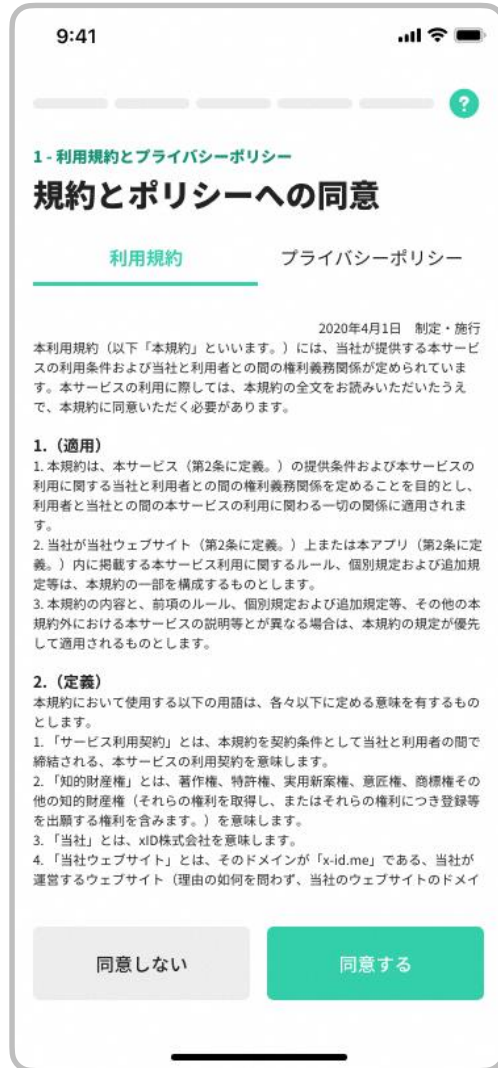 9:41
?
1 - 利用規約とプライバシーポリシー
規約とポリシーへの同意
利用規約
プライバシーポリシー
2020年4月1日　制定・施行
本利用規約（以下「本規約」といいます。）には、当社が提供する本サービ
スの利用条件および当社と利用者との間の権利義務関係が定められていま
す。本サービスの利用に際しては、本規約の全文をお読みいただいたうえ
で、本規約に同意いただく必要があります。
1.（適用）
1. 本規約は、本サービス（第2条に定義。）の提供条件および本サービスの
利用に関する当社と利用者との間の権利義務関係を定めることを目的とし、
利用者と当社との間の本サービスの利用に関わる一切の関係に適用されま
す。
2. 当社が当社ウェブサイト（第2条に定義。）上または本アプリ（第2条に定
義。）内に掲載する本サービス利用に関するルール、個別規定および追加規
定等は、本規約の一部を構成するものとします。
3. 本規約の内容と、前項のルール、個別規定および追加規定等、その他の本
規約外における本サービスの説明等とが異なる場合は、本規約の規定が優先
して適用されるものとします。
2.（定義）
本規約において使用する以下の用語は、各々以下に定める意味を有するもの
とします。
1. 「サービス利用契約」とは、本規約を契約条件として当社と利用者の間で
締結される、本サービスの利用契約を意味します。
2. 「知的財産権」とは、著作権、特許権、実用新案権、意匠権、商標権その
他の知的財産権（それらの権利を取得し、またはそれらの権利につき登録等
を出願する権利を含みます。）を意味します。
3. 「当社」とは、xID株式会社を意味します。
4. 「当社ウェブサイト」とは、そのドメインが「x-id.me」である、当社が
運営するウェブサイト（理由の如何を問わず、当社のウェブサイトのドメイ
同意しない
同意する